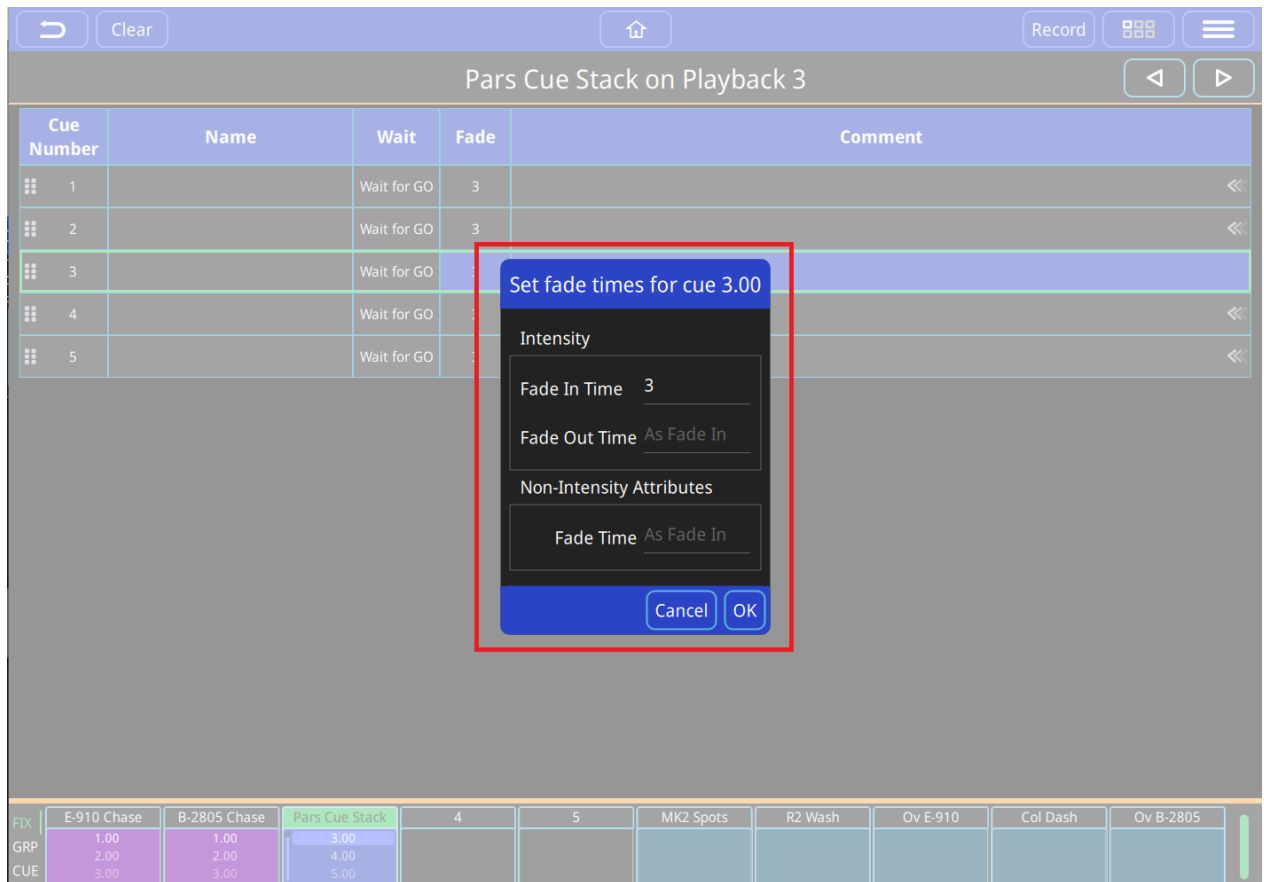 Clear
Record
Pars Cue Stack on Playback 3
Cue Number Name Wait Fade Comment
1 Wait for GO 3
2 Wait for GO 3
3 Wait for GO
4 Wait for GO
5 Wait for GO
Set fade times for cue 3.00
Intensity
Fade In Time 3
Fade Out Time As Fade In
Non-Intensity Attributes
Fade Time As Fade In
Cancel OK
FIX E-910 Chase B-2805 Chase Pars Cue Stack 4 5 MK2 Spots R2 Wash Ov E-910 Col Dash Ov B-2805
1.00 1.00 3.00
GRP
2.00 2.00 4.00
CUE 3.00 3.00 5.00